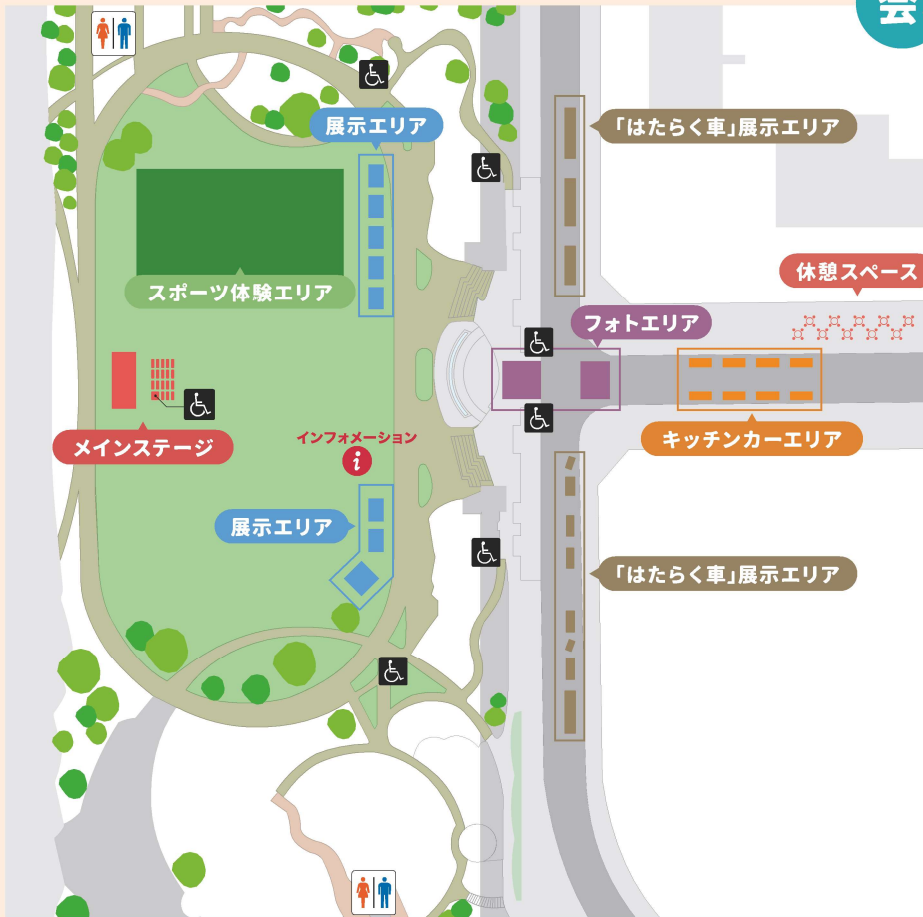 会
展示エリア
「はたらく車」展示エリア
スポーツ体験エリア
休憩スペース
フォトエリア
メインステージ
インフォメーション
i
キッチンカーエリア
展示エリア
「はたらく車」展示エリア